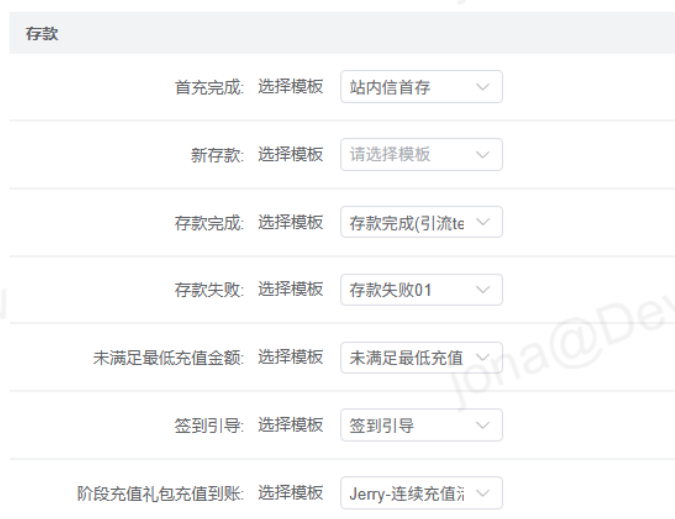 存款
首充完成: 选择模板 站内信首存
新存款: 选择模板 请选择模板
存款完成: 选择模板 存款完成(引流te
存款失败: 选择模板 存款失败01
未满足最低充值金额: 选择模板 未满足最低充值
jona@Dev
签到引导: 选择模板 签到引导
阶段充值礼包充值到账: 选择模板 Jerry-连续充值